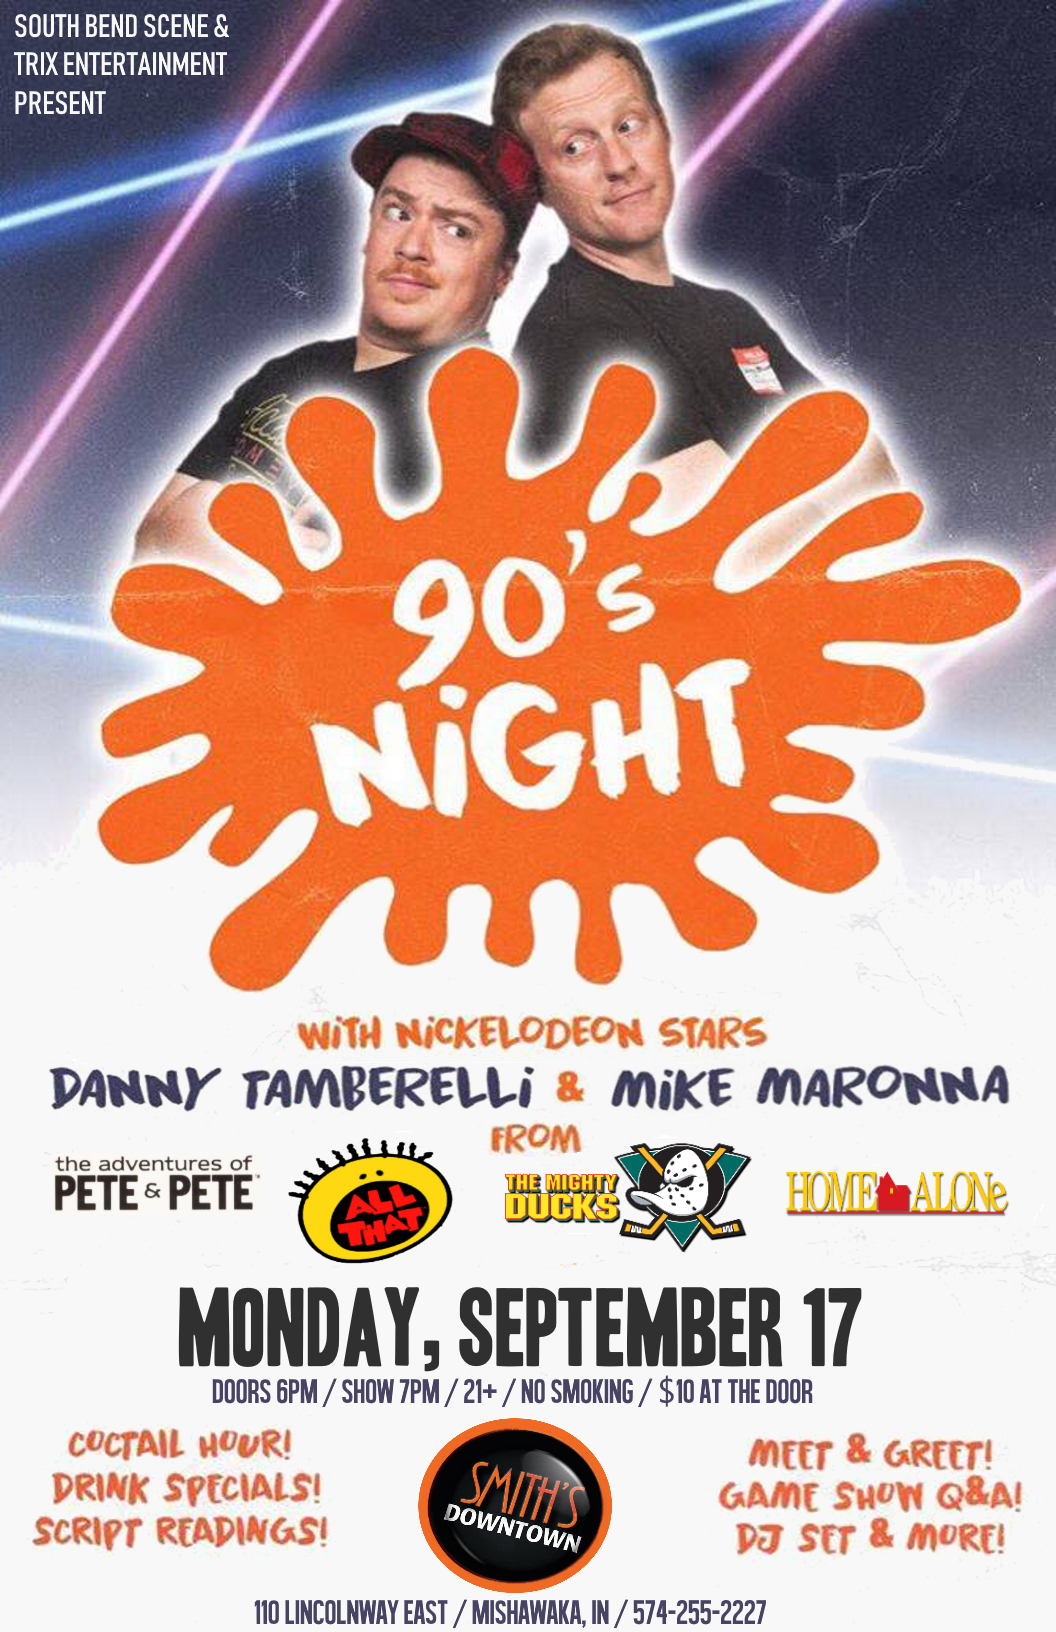 SOUTH BEND SCENE &
TRIX ENTERTAINMENT
PRESENT
90's
NiGHT
WiTH NiCKELODEON STARS
DANNY TAMBERELLi & MiKE MARONNA
FROM
the adventures of
PETE & PETE
ALL
THAT
THE MIGHTY
DUCKS
HOME ALONe
MONDAY, SEPTEMBER 17
DOORS 6PM / SHOW 7PM / 21+ / NO SMOKING / $10 AT THE DOOR
COCTAIL HOUR!
DRINK SPECIALS!
SCRIPT READINGS!
SMITH'S
DOWNTOWN
MEET & GREET!
GAME SHOW Q&A!
DJ SET & MORE!
110 LINCOLNWAY EAST / MISHAWAKA, IN / 574-255-2227